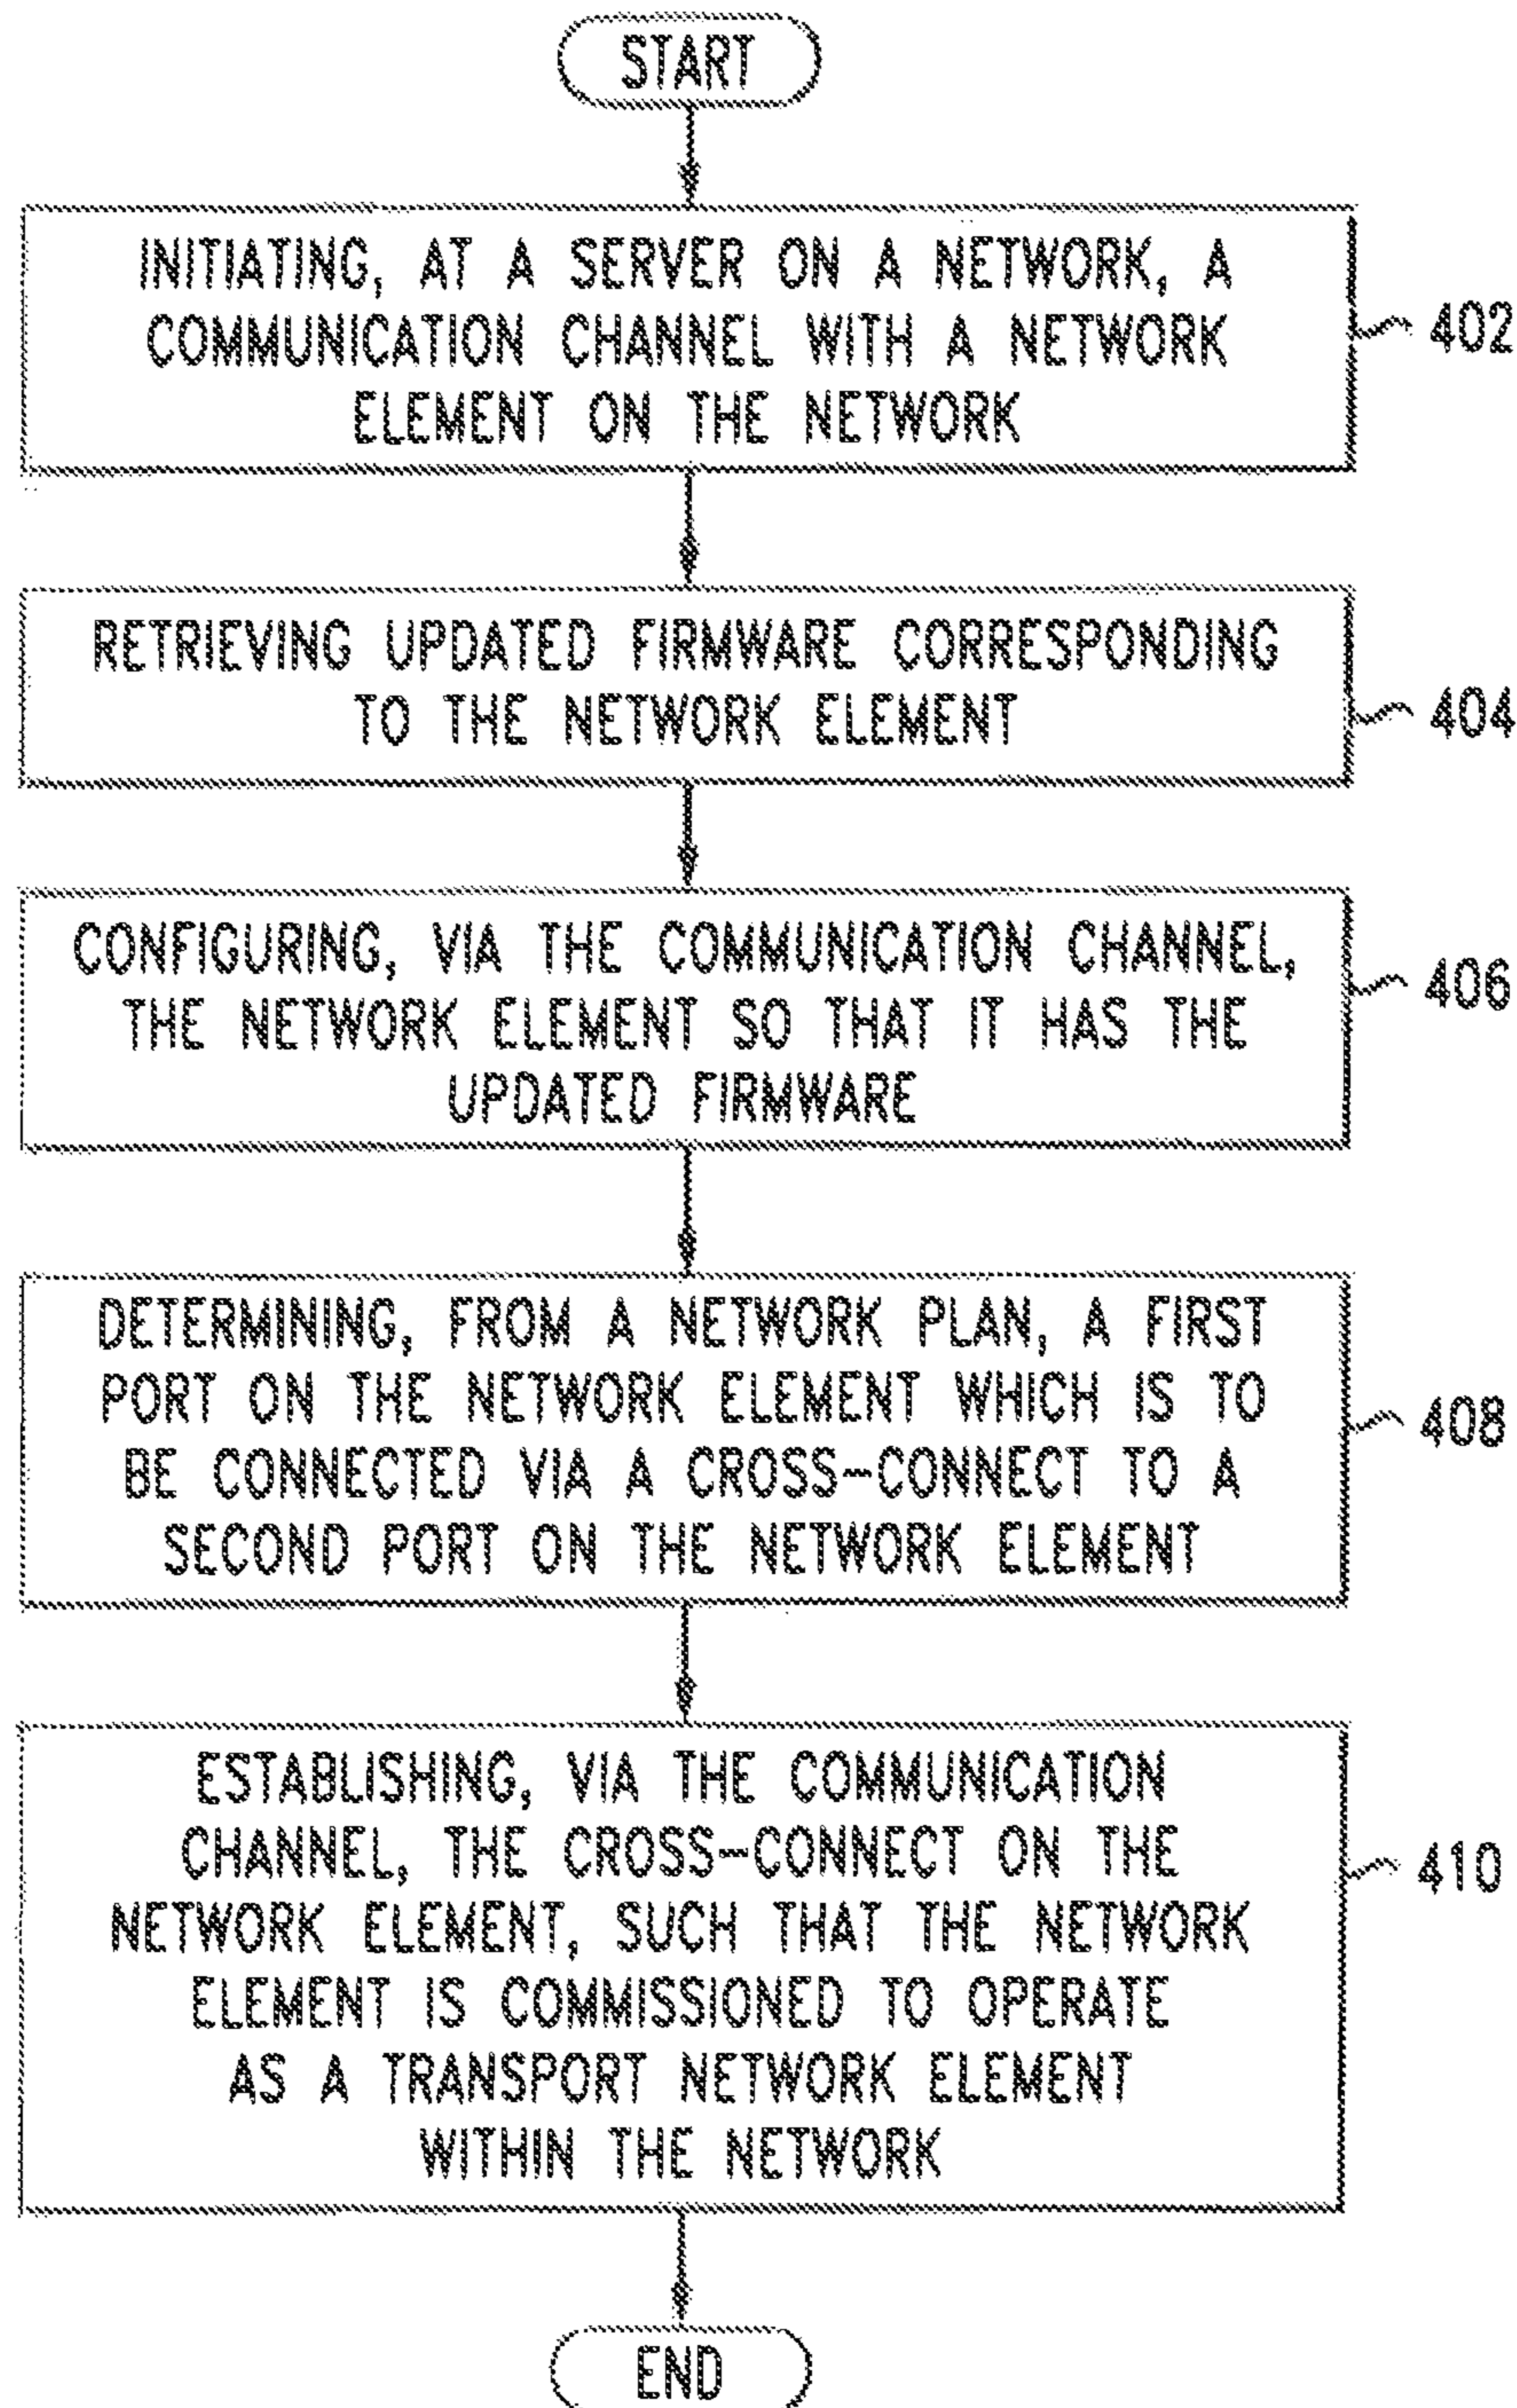 START
INITIATING, AT A SERVER ON A NETWORK, A
COMMUNICATION CHANNEL WITH A NETWORK
ELEMENT ON THE NETWORK
402
RETRIEVING UPDATED FIRMWARE CORRESPONDING
TO THE NETWORK ELEMENT
404
CONFIGURING, VIA THE COMMUNICATION CHANNEL,
THE NETWORK ELEMENT SO THAT IT HAS THE
UPDATED FIRMWARE
406
DETERMINING, FROM A NETWORK PLAN, A FIRST
PORT ON THE NETWORK ELEMENT WHICH IS TO
BE CONNECTED VIA A CROSS-CONNECT TO A
SECOND PORT ON THE NETWORK ELEMENT
408
ESTABLISHING, VIA THE COMMUNICATION
CHANNEL, THE CROSS-CONNECT ON THE
NETWORK ELEMENT, SUCH THAT THE NETWORK
ELEMENT IS COMMISSIONED TO OPERATE
AS A TRANSPORT NETWORK ELEMENT
WITHIN THE NETWORK
410
END